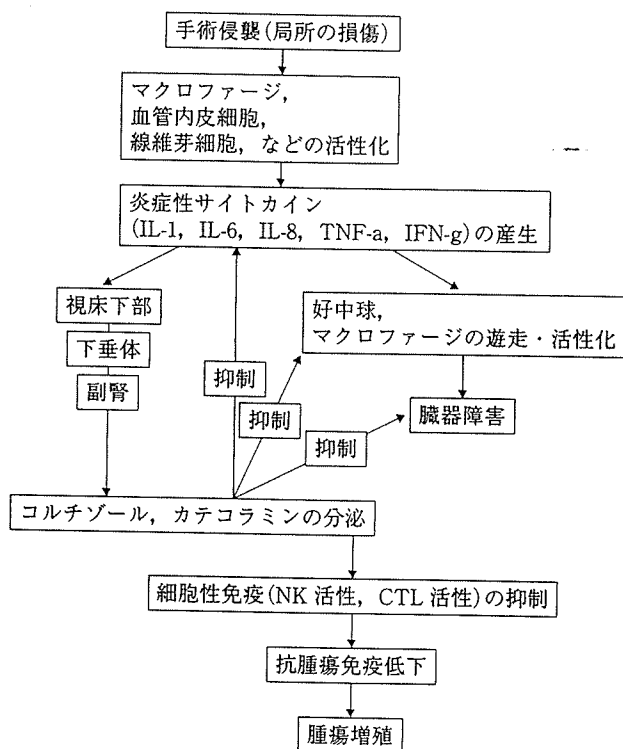 手術侵襲(局所の損傷)
マクロファージ,
血管内皮細胞,
線維芽細胞, などの活性化
炎症性サイトカイン
(IL-1, IL-6, IL-8, TNF-a, IFN-g)の産生
視床下部
下垂体
副腎
好中球,
マクロファージの遊走・活性化
抑制
抑制
抑制
臓器障害
コルチゾール, カテコラミンの分泌
細胞性免疫(NK 活性, CTL 活性)の抑制
抗腫瘍免疫低下
腫瘍増殖